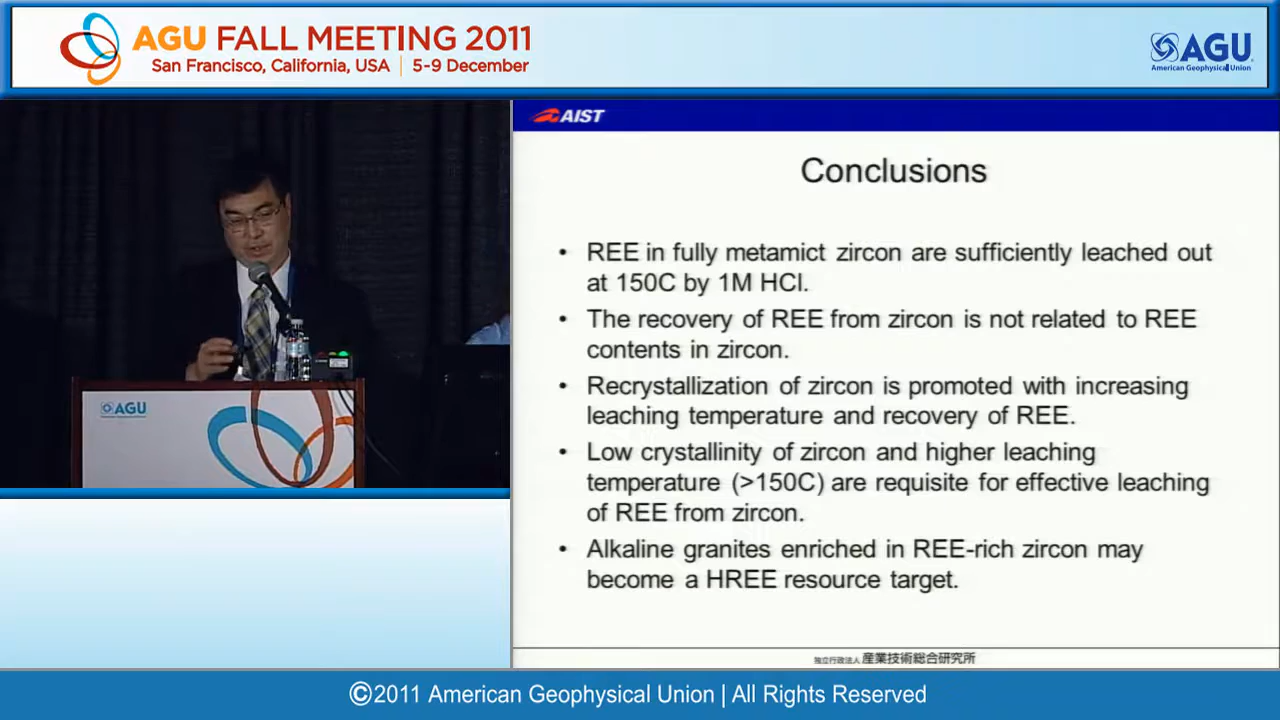 AGU FALL MEETING 2011
San Francisco, California, USA | 5-9 December
AGU
American Geophysical Union
AGU
AIST
Conclusions
• REE in fully metamict zircon are sufficiently leached out
at 150C by 1M HCl.
• The recovery of REE from zircon is not related to REE
contents in zircon.
• Recrystallization of zircon is promoted with increasing
leaching temperature and recovery of REE.
• Low crystallinity of zircon and higher leaching
temperature (>150C) are requisite for effective leaching
of REE from zircon.
• Alkaline granites enriched in REE-rich zircon may
become a HREE resource target.
独立行政法人 産業技術総合研究所
©2011 American Geophysical Union | All Rights Reserved